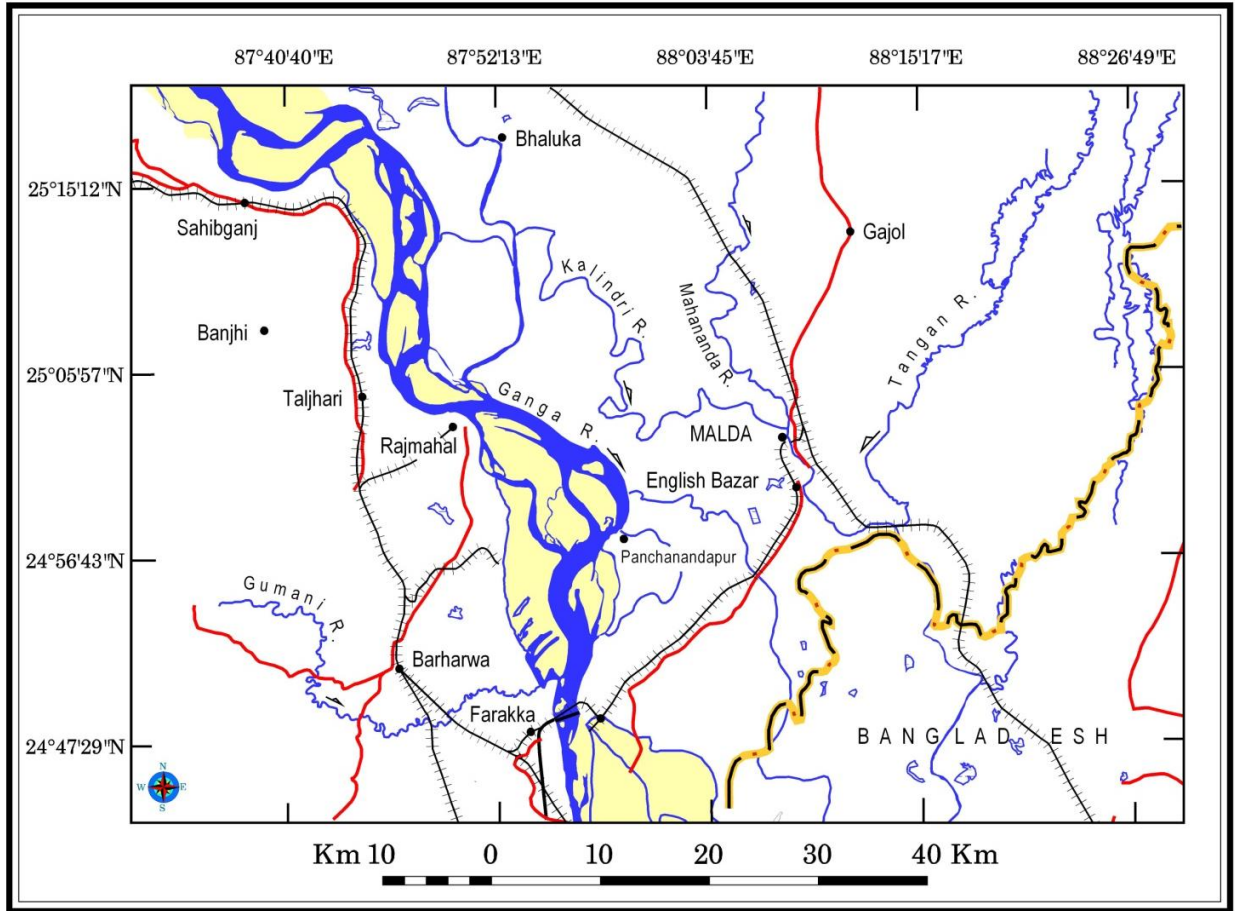 87°40'40"E 87°52'13"E 88°03'45"E 88°15'17"E 88°26'49"E
Bhaluka
25°15'12"N
Sahibganj
Gajol
Kalindri R.
Mahananda R.
Tangan R.
Banjhi
25°05'57"N
Taljhari
Ganga R.
Rajmahal
MALDA
English Bazar
Panchanandapur
24°56'43"N
Gumani R.
Barharwa
Farakka
24°47'29"N
BANGLADESH
N
W E
S
Km 10 0 10 20 30 40 Km